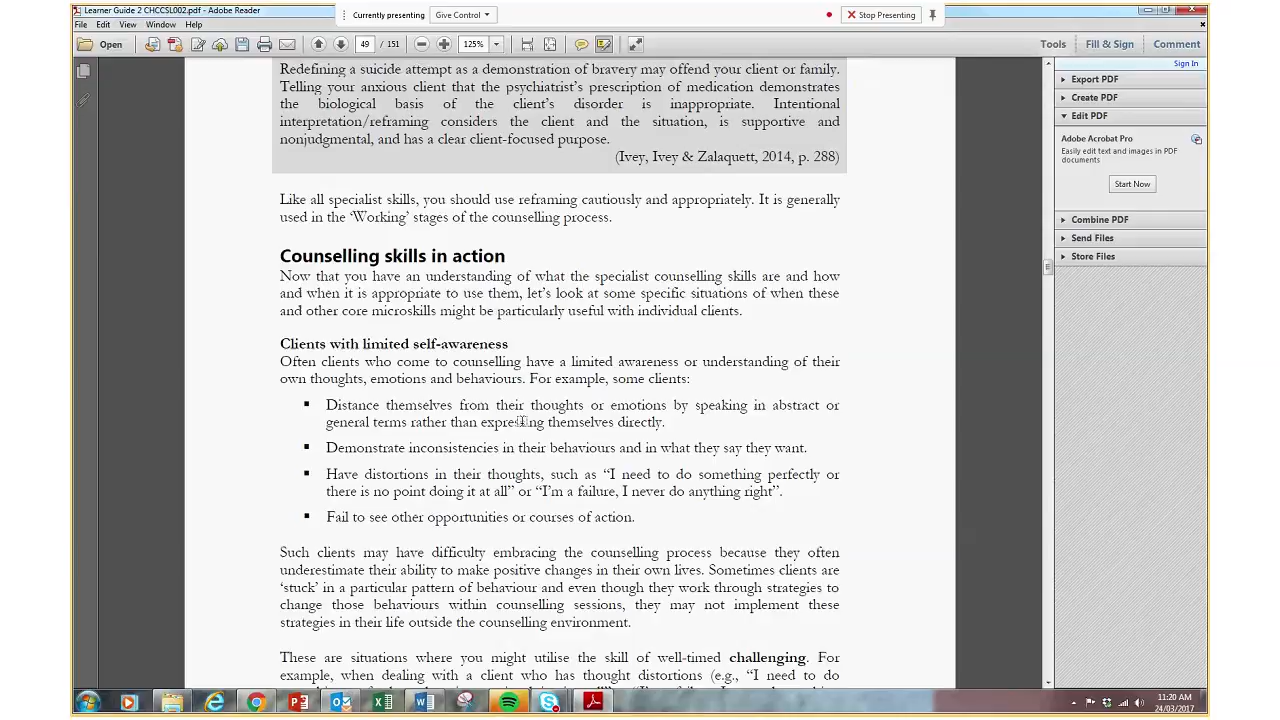 Learner Guide 2 CHCCSL002.pdf - Adobe Reader
Currently presenting Give Control Stop Presenting
File Edit View Window Help
Open 49 / 151 125% Tools Fill & Sign Comment
Sign In
Export PDF
Create PDF
Edit PDF
Adobe Acrobat Pro
Easily edit text and images in PDF
documents
Start Now
Combine PDF
Send Files
Store Files
Redefining a suicide attempt as a demonstration of bravery may offend your client or family.
Telling your anxious client that the psychiatrist's prescription of medication demonstrates
the biological basis of the client's disorder is inappropriate. Intentional
interpretation/reframing considers the client and the situation, is supportive and
nonjudgmental, and has a clear client-focused purpose.
(Ivey, Ivey & Zalaquett, 2014, p. 288)
Like all specialist skills, you should use reframing cautiously and appropriately. It is generally
used in the 'Working' stages of the counselling process.
Counselling skills in action
Now that you have an understanding of what the specialist counselling skills are and how
and when it is appropriate to use them, let's look at some specific situations of when these
and other core microskills might be particularly useful with individual clients.
Clients with limited self-awareness
Often clients who come to counselling have a limited awareness or understanding of their
own thoughts, emotions and behaviours. For example, some clients:
▪ Distance themselves from their thoughts or emotions by speaking in abstract or
general terms rather than expressing themselves directly.
▪ Demonstrate inconsistencies in their behaviours and in what they say they want.
▪ Have distortions in their thoughts, such as "I need to do something perfectly or
there is no point doing it at all" or "I'm a failure, I never do anything right".
▪ Fail to see other opportunities or courses of action.
Such clients may have difficulty embracing the counselling process because they often
underestimate their ability to make positive changes in their own lives. Sometimes clients are
'stuck' in a particular pattern of behaviour and even though they work through strategies to
change those behaviours within counselling sessions, they may not implement these
strategies in their life outside the counselling environment.
These are situations where you might utilise the skill of well-timed challenging. For
example, when dealing with a client who has thought distortions (e.g., "I need to do
11:20 AM
24/03/2017